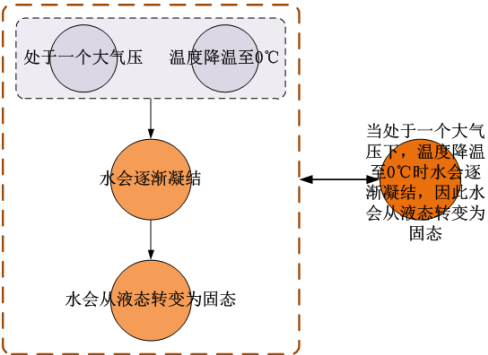 处于一个大气压
温度降温至0℃
水会逐渐凝结
水会从液态转变为固态
当处于一个大气
压下，温度降温
至0℃时水会逐
渐凝结，因此水
会从液态转变为
固态